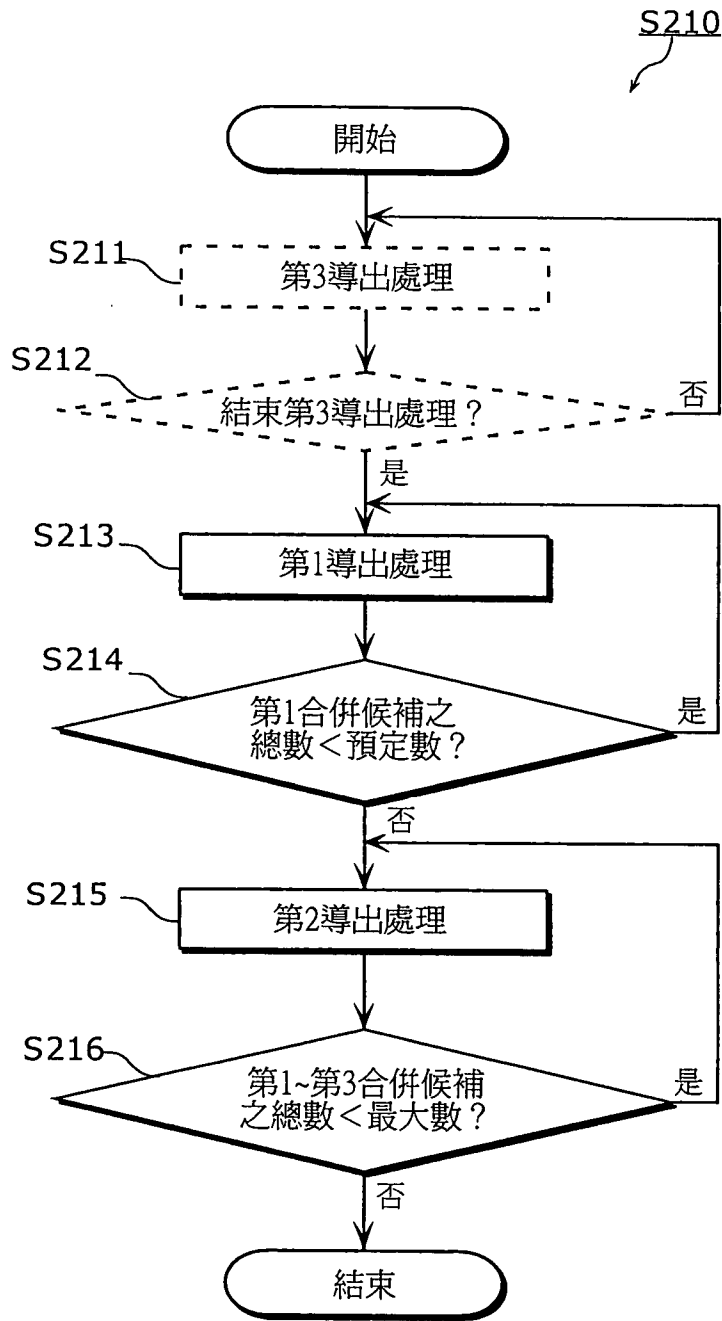 S210
開始
S211
第3導出處理
S212
結束第3導出處理？
否
是
S213
第1導出處理
S214
第1合併候補之
總數＜預定數？
是
否
S215
第2導出處理
S216
第1~第3合併候補
之總數＜最大數？
是
否
結束